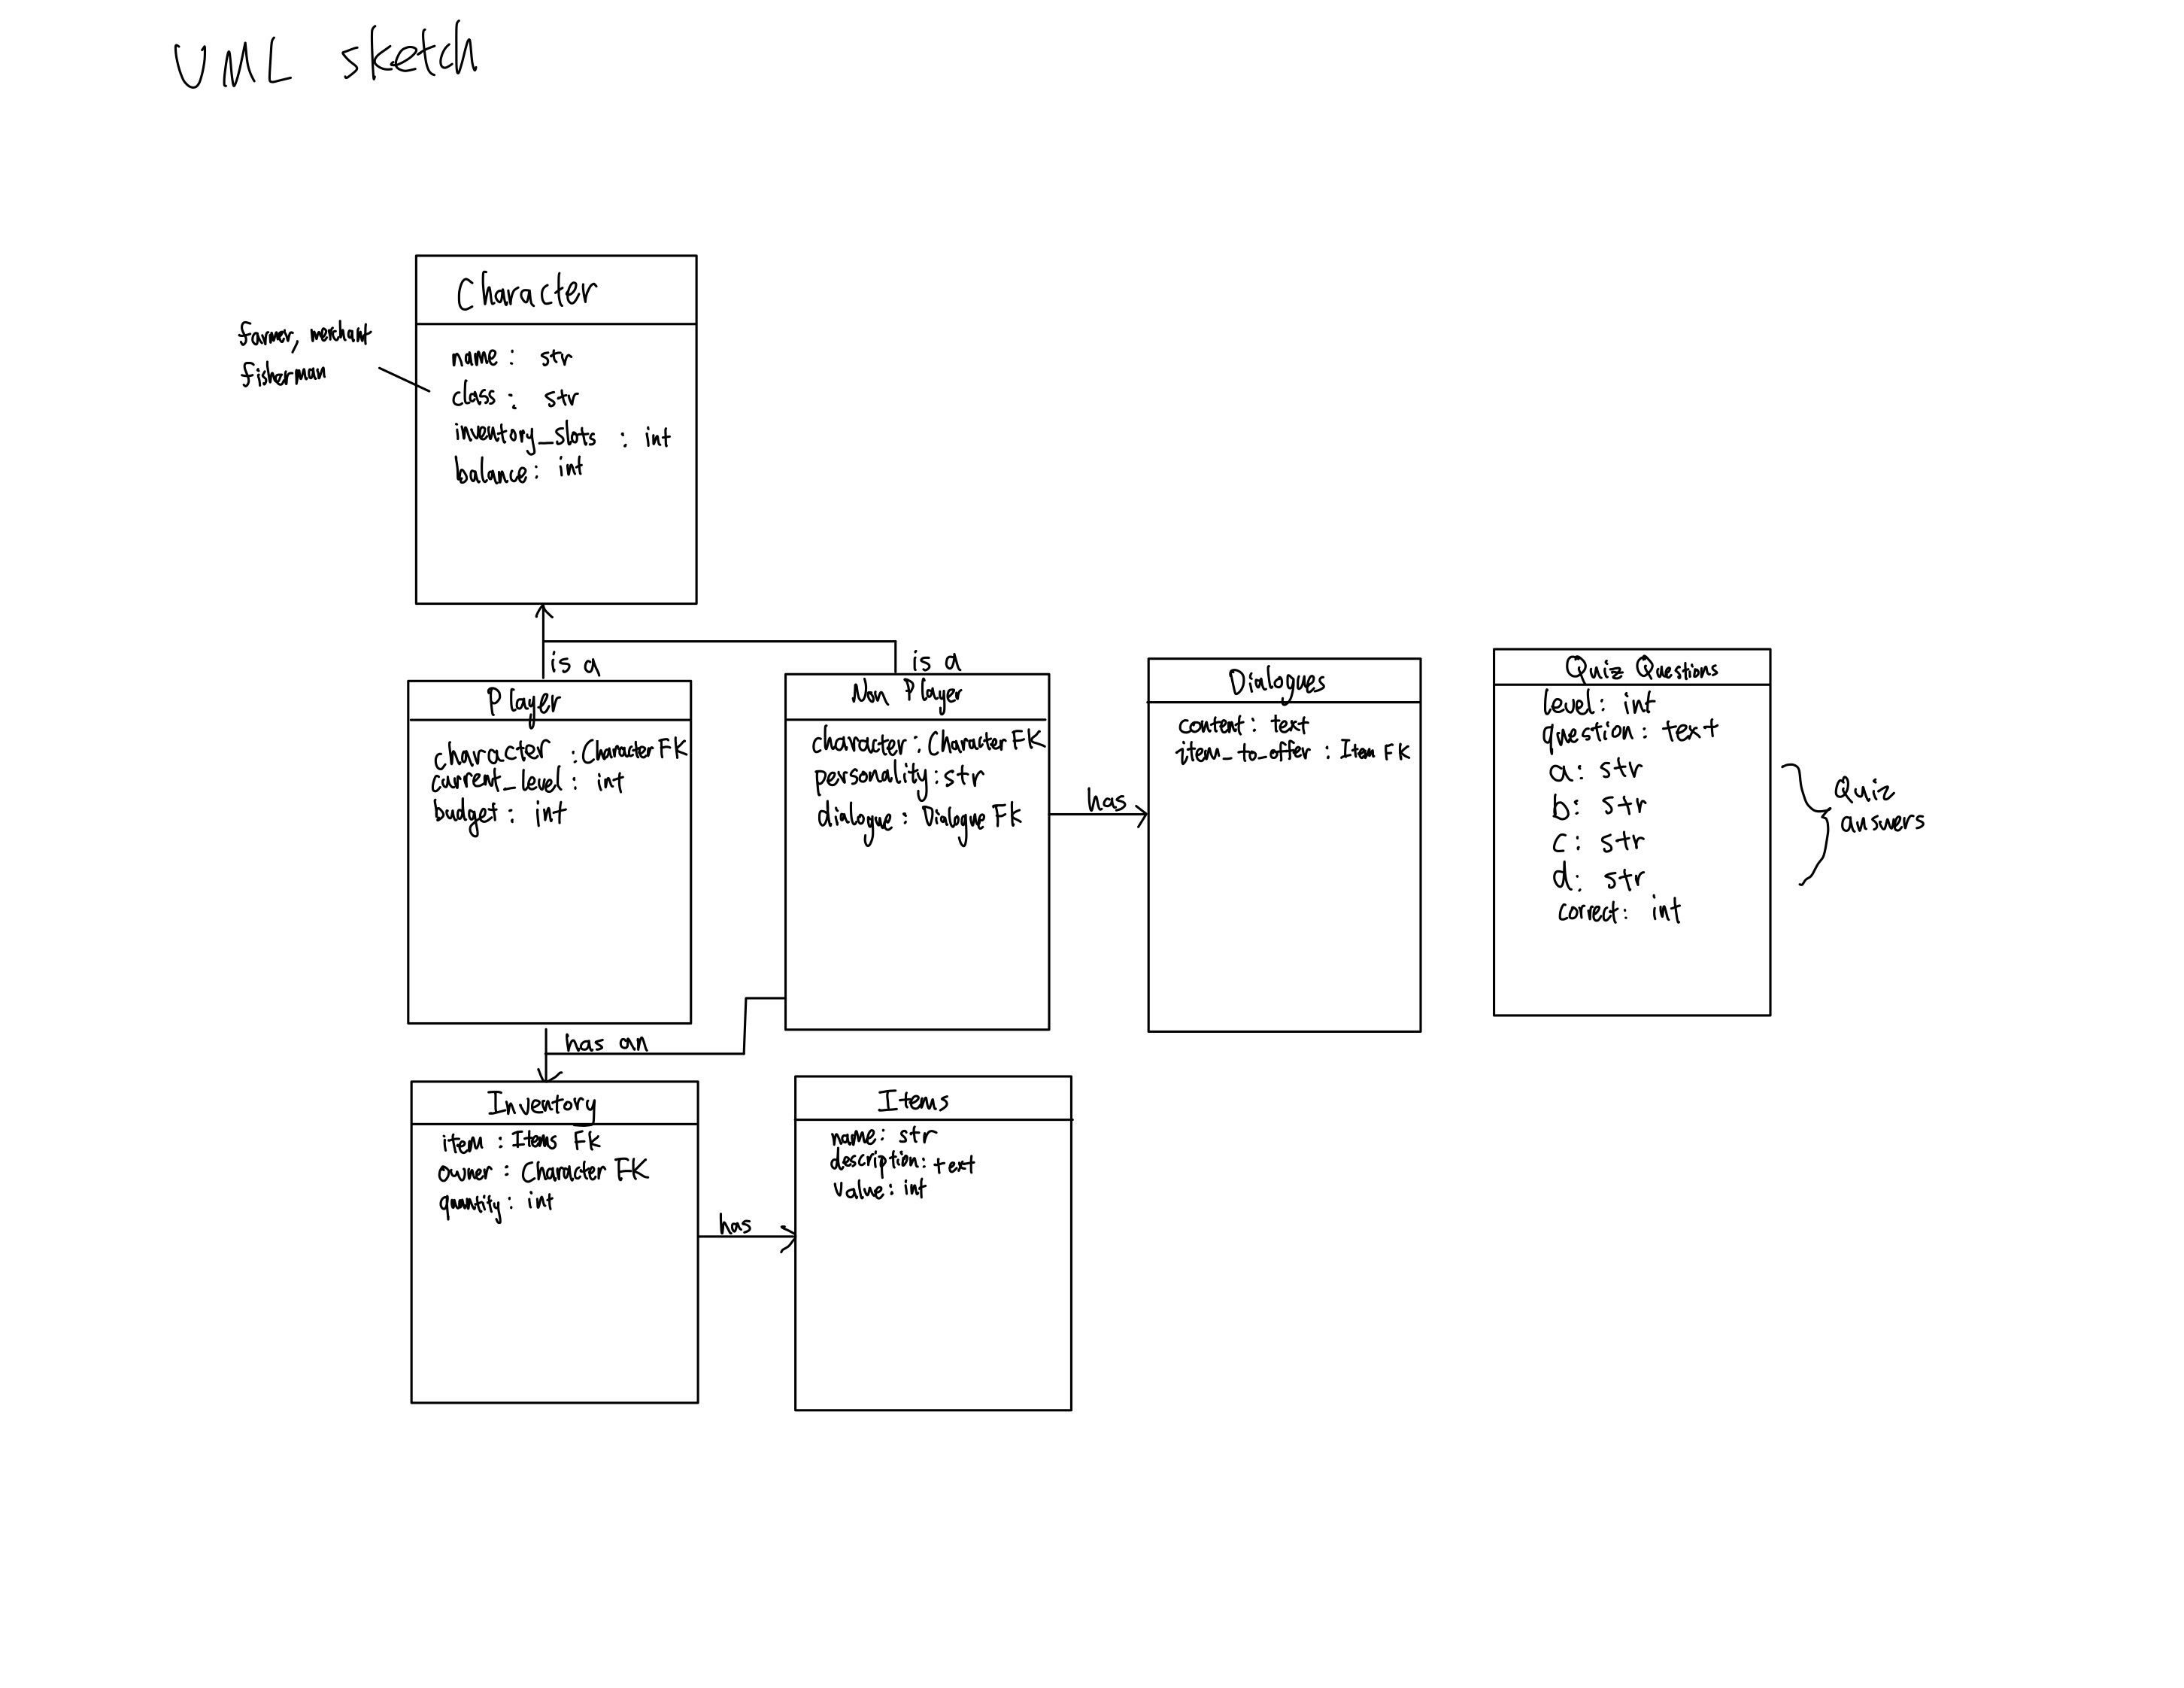 UML sketch
Character
farmer, merchant
fisherman
name : str
class : str
inventory_slots : int
balance : int
is a
is a
Player
character : Character FK
current_level : int
budget : int
Non Player
character : Character FK
personality : str
dialogue : Dialogue FK
has
Dialogues
content : text
item_to_offer : Item FK
Quiz Questions
level : int
question : text
a : str
b : str
c : str
d : str
correct : int
Quiz
answers
has an
Inventory
item : Items FK
owner : Character FK
quantity : int
has
Items
name : str
description : text
value : int